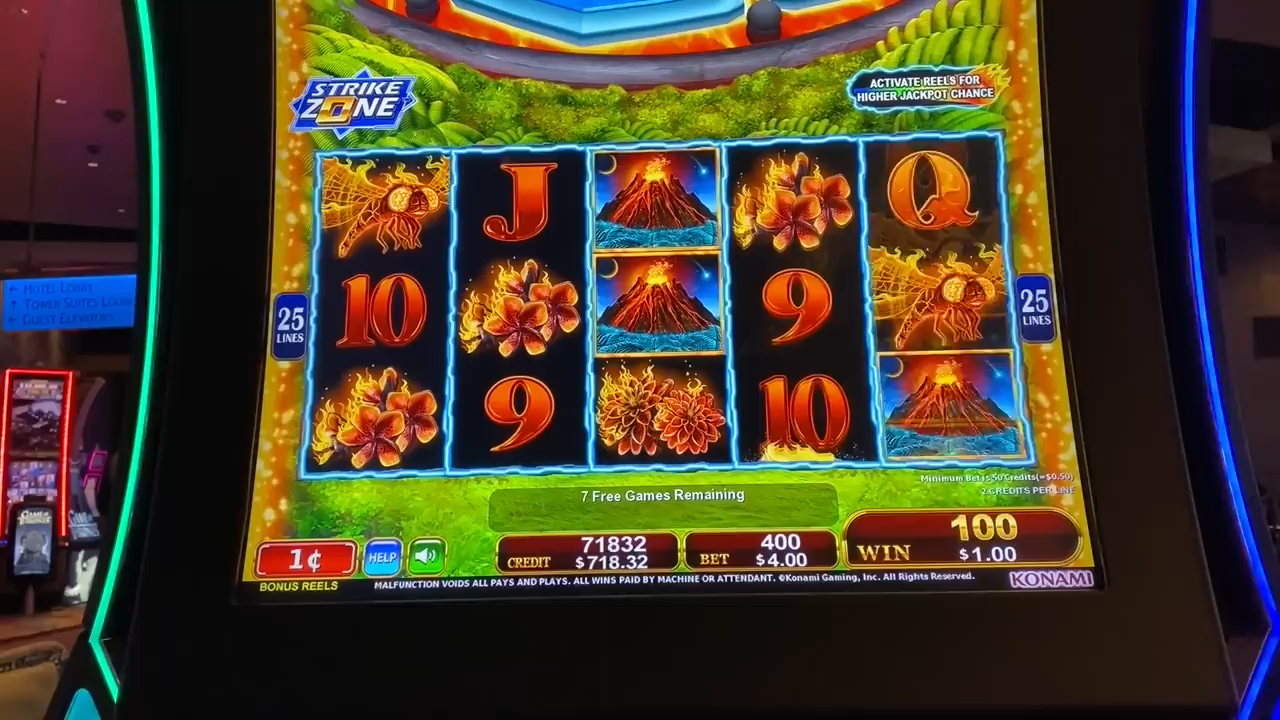 STRIKE
ZONE
ACTIVATE REELS FOR
HIGHER JACKPOT CHANCE
J
Q
10
9
9
10
25
LINES
25
LINES
← HOTEL LOBBY
↑ TOWER SUITES
← GUEST ELEVATORS
Minimum Bet is 50 Credits(=$0.50)
2 CREDITS PER LINE
7 Free Games Remaining
1¢
HELP
CREDIT
71832
$718.32
BET
400
$4.00
WIN
100
$1.00
BONUS REELS
MALFUNCTION VOIDS ALL PAYS AND PLAYS. ALL WINS PAID BY MACHINE OR ATTENDANT. ©Konami Gaming, Inc. All Rights Reserved.
KONAMI
GAME OF
THRONES